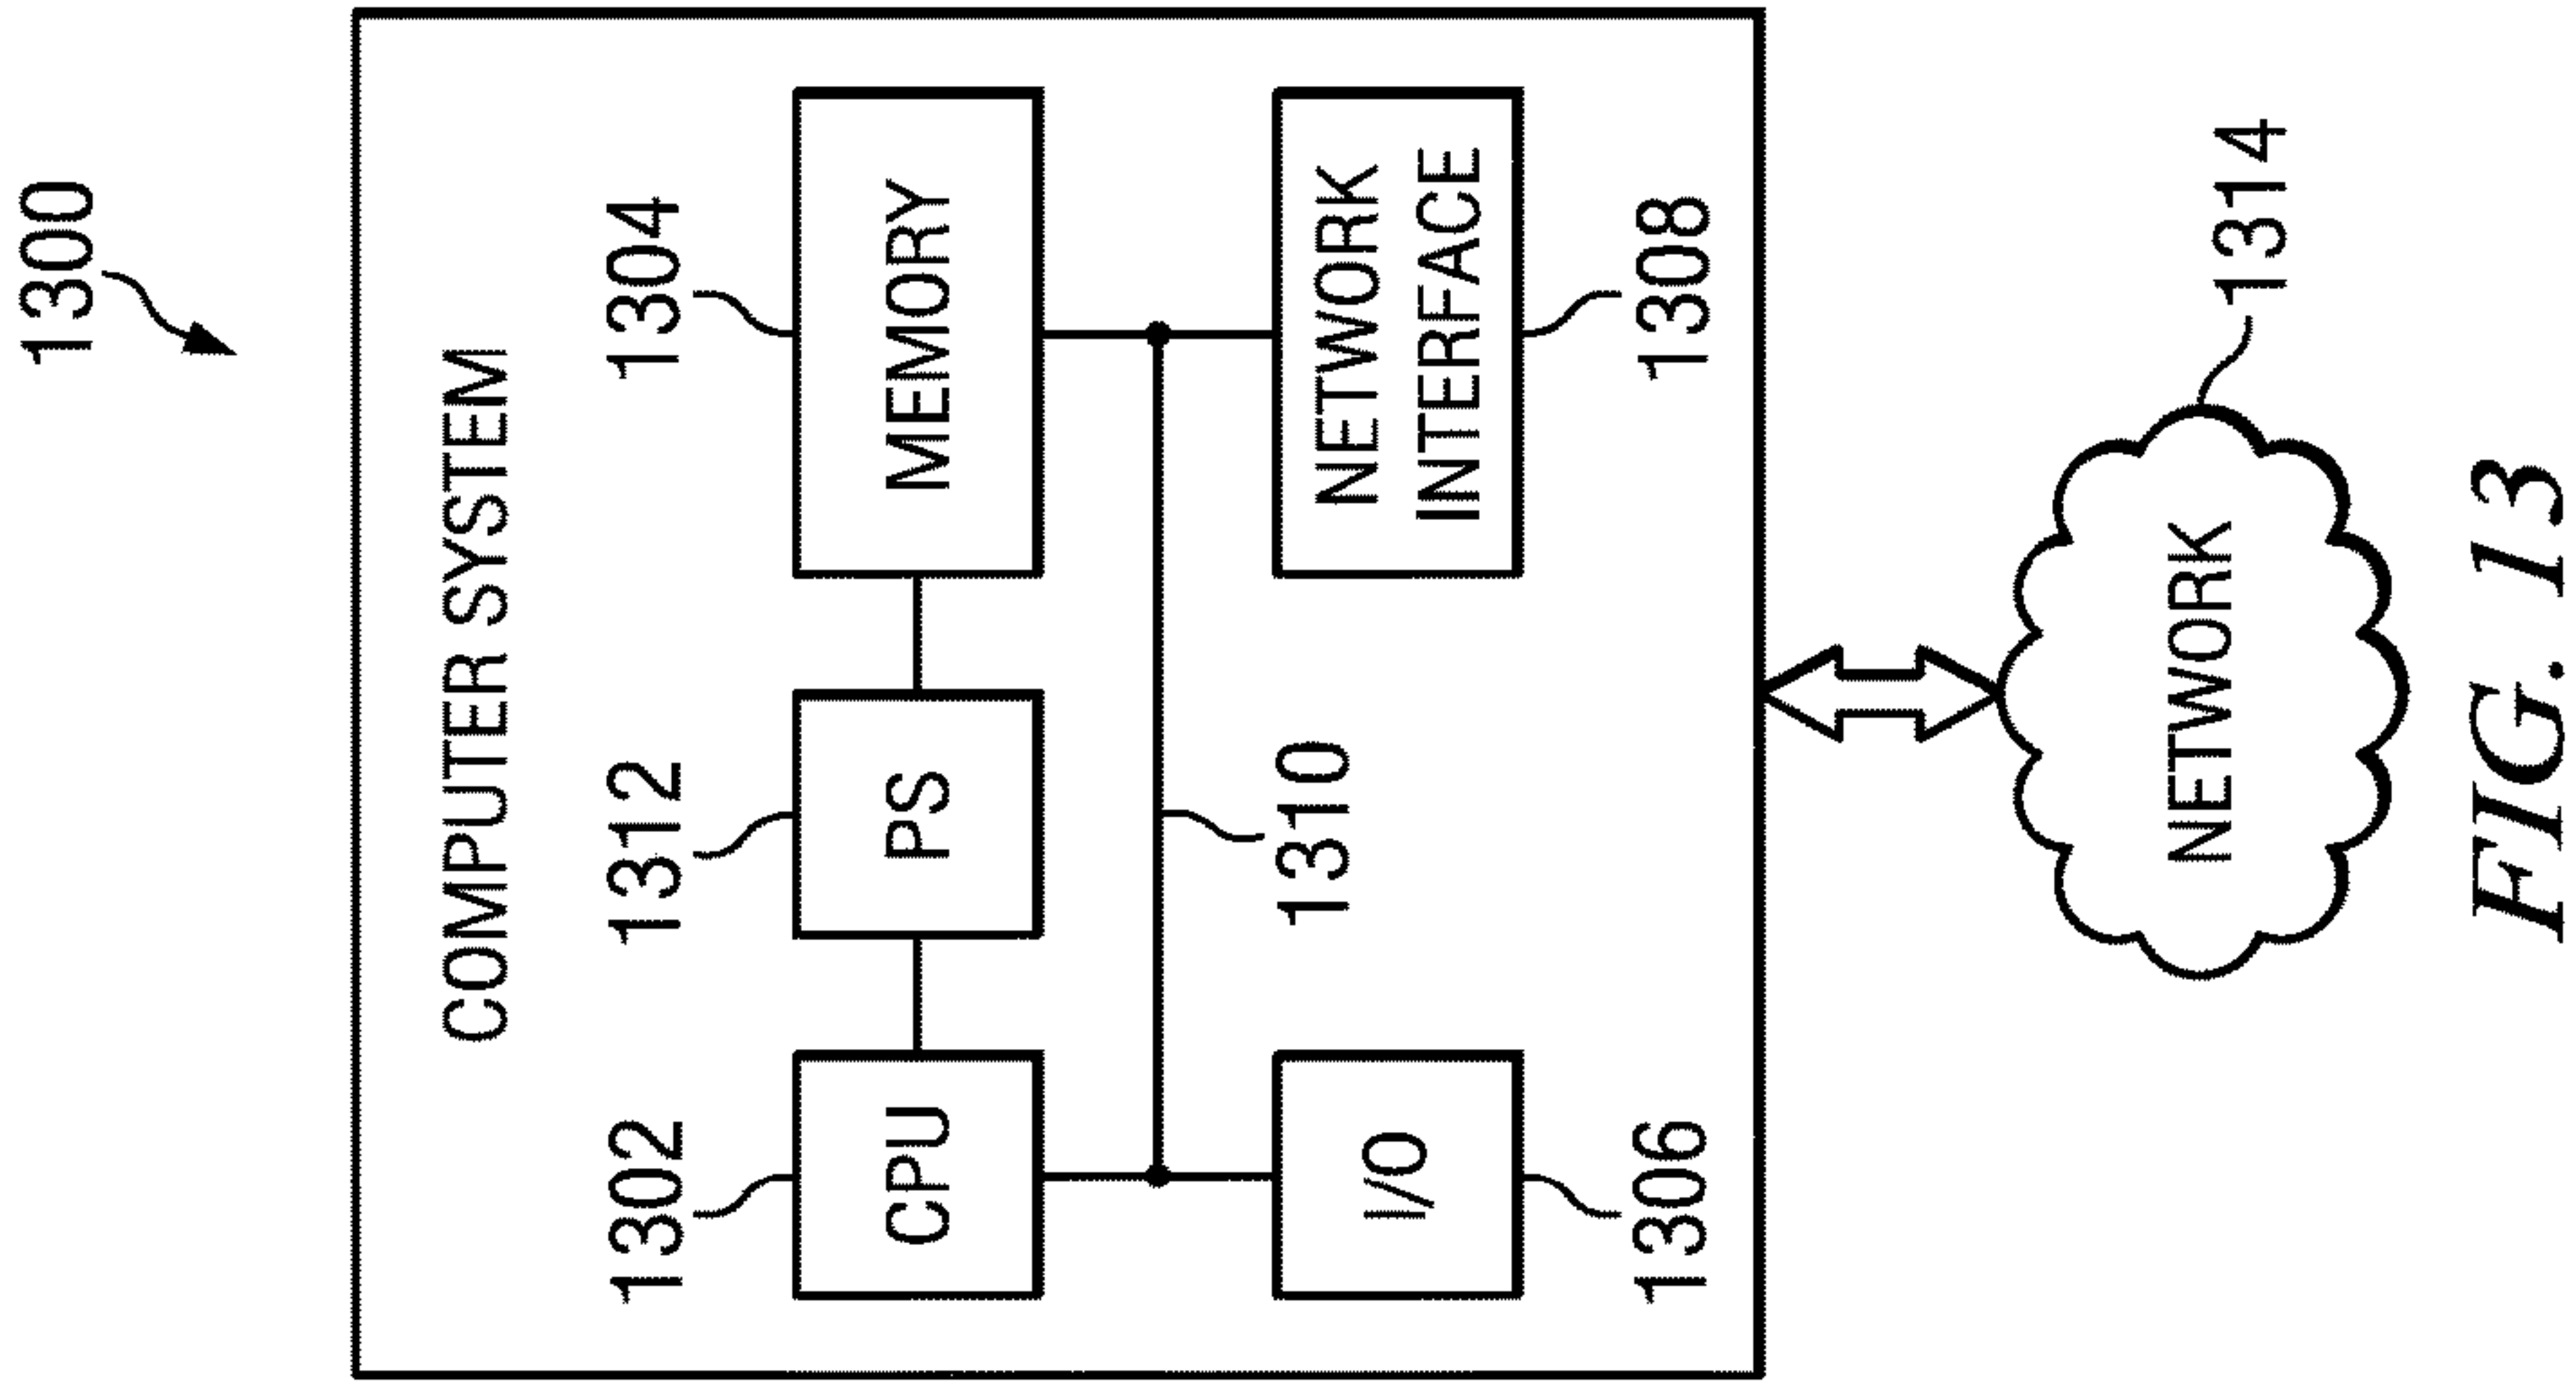 1300
COMPUTER SYSTEM
1302
1312
1304
CPU
PS
MEMORY
1310
I/O
NETWORK
INTERFACE
1306
1308
1314
NETWORK
FIG. 13